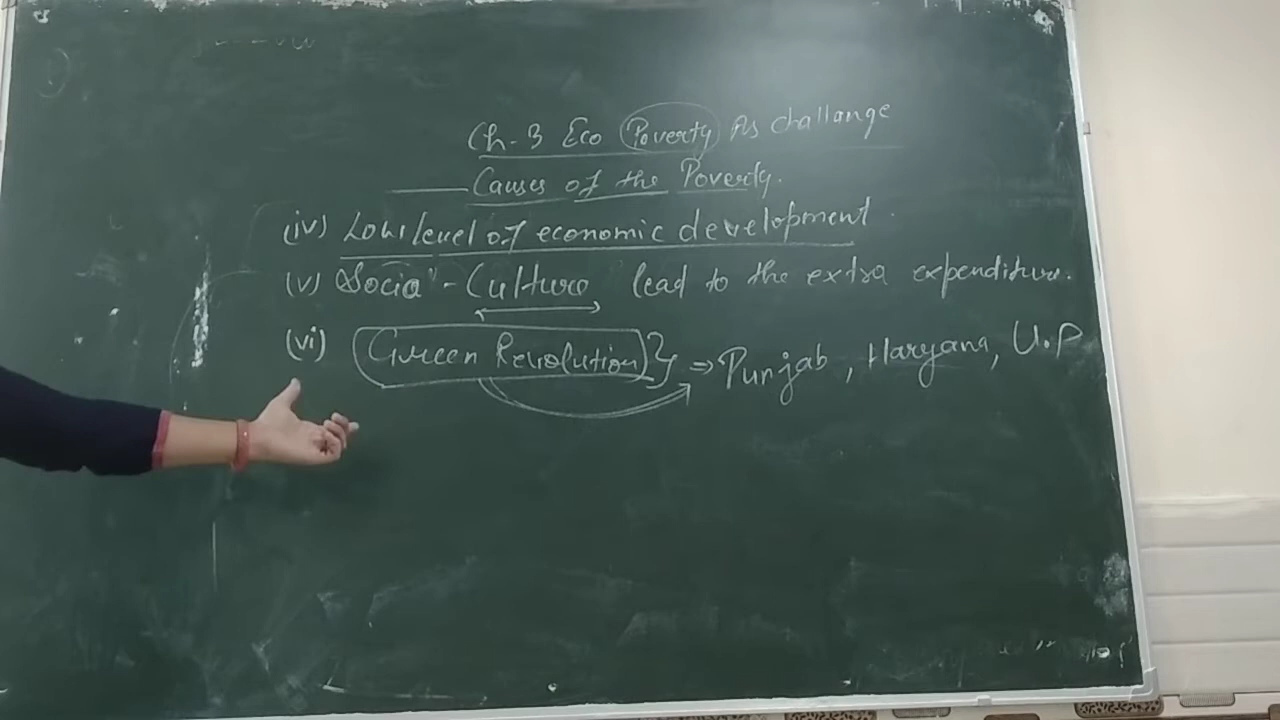 Ch-3 Eco Poverty As challange
Causes of the Poverty.
(iv) Low level of economic development.
(v) Socia" - Culture lead to the extra expenditure.
(vi) Green Revolution } ⇒ Punjab, Haryana, U.P